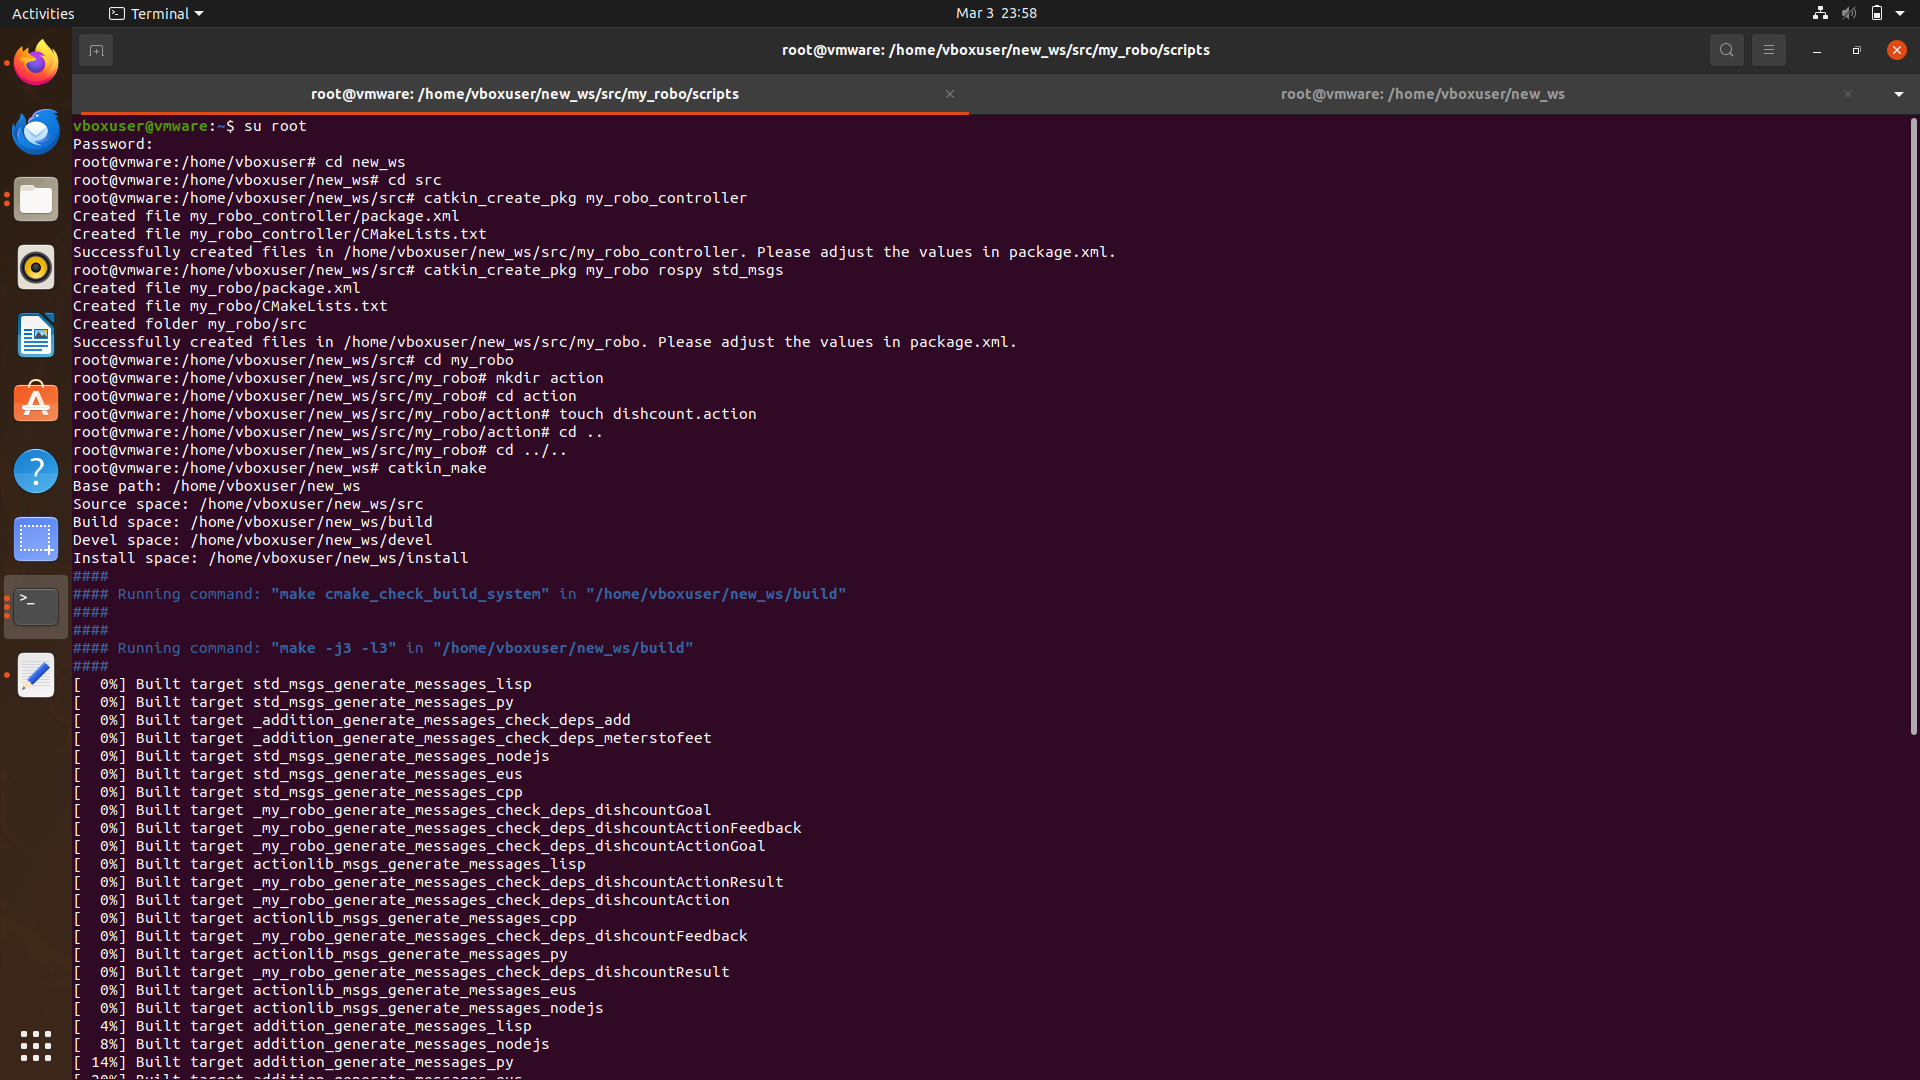 Activities
Terminal
Mar 3 23:58
root@vmware: /home/vboxuser/new_ws/src/my_robo/scripts
root@vmware: /home/vboxuser/new_ws/src/my_robo/scripts
root@vmware: /home/vboxuser/new_ws
vboxuser@vmware:~$ su root
Password:
root@vmware:/home/vboxuser# cd new_ws
root@vmware:/home/vboxuser/new_ws# cd src
root@vmware:/home/vboxuser/new_ws/src# catkin_create_pkg my_robo_controller
Created file my_robo_controller/package.xml
Created file my_robo_controller/CMakeLists.txt
Successfully created files in /home/vboxuser/new_ws/src/my_robo_controller. Please adjust the values in package.xml.
root@vmware:/home/vboxuser/new_ws/src# catkin_create_pkg my_robo rospy std_msgs
Created file my_robo/package.xml
Created file my_robo/CMakeLists.txt
Created folder my_robo/src
Successfully created files in /home/vboxuser/new_ws/src/my_robo. Please adjust the values in package.xml.
root@vmware:/home/vboxuser/new_ws/src# cd my_robo
root@vmware:/home/vboxuser/new_ws/src/my_robo# mkdir action
root@vmware:/home/vboxuser/new_ws/src/my_robo# cd action
root@vmware:/home/vboxuser/new_ws/src/my_robo/action# touch dishcount.action
root@vmware:/home/vboxuser/new_ws/src/my_robo/action# cd ..
root@vmware:/home/vboxuser/new_ws/src/my_robo# cd ../..
root@vmware:/home/vboxuser/new_ws# catkin_make
Base path: /home/vboxuser/new_ws
Source space: /home/vboxuser/new_ws/src
Build space: /home/vboxuser/new_ws/build
Devel space: /home/vboxuser/new_ws/devel
Install space: /home/vboxuser/new_ws/install
####
#### Running command: "make cmake_check_build_system" in "/home/vboxuser/new_ws/build"
####
####
#### Running command: "make -j3 -l3" in "/home/vboxuser/new_ws/build"
####
[  0%] Built target std_msgs_generate_messages_lisp
[  0%] Built target std_msgs_generate_messages_py
[  0%] Built target _addition_generate_messages_check_deps_add
[  0%] Built target _addition_generate_messages_check_deps_meterstofeet
[  0%] Built target std_msgs_generate_messages_nodejs
[  0%] Built target std_msgs_generate_messages_eus
[  0%] Built target std_msgs_generate_messages_cpp
[  0%] Built target _my_robo_generate_messages_check_deps_dishcountGoal
[  0%] Built target _my_robo_generate_messages_check_deps_dishcountActionFeedback
[  0%] Built target _my_robo_generate_messages_check_deps_dishcountActionGoal
[  0%] Built target actionlib_msgs_generate_messages_lisp
[  0%] Built target _my_robo_generate_messages_check_deps_dishcountActionResult
[  0%] Built target _my_robo_generate_messages_check_deps_dishcountAction
[  0%] Built target actionlib_msgs_generate_messages_cpp
[  0%] Built target _my_robo_generate_messages_check_deps_dishcountFeedback
[  0%] Built target actionlib_msgs_generate_messages_py
[  0%] Built target _my_robo_generate_messages_check_deps_dishcountResult
[  0%] Built target actionlib_msgs_generate_messages_eus
[  0%] Built target actionlib_msgs_generate_messages_nodejs
[  4%] Built target addition_generate_messages_lisp
[  8%] Built target addition_generate_messages_nodejs
[ 14%] Built target addition_generate_messages_py
[ 20%] Built target addition_generate_messages_eus